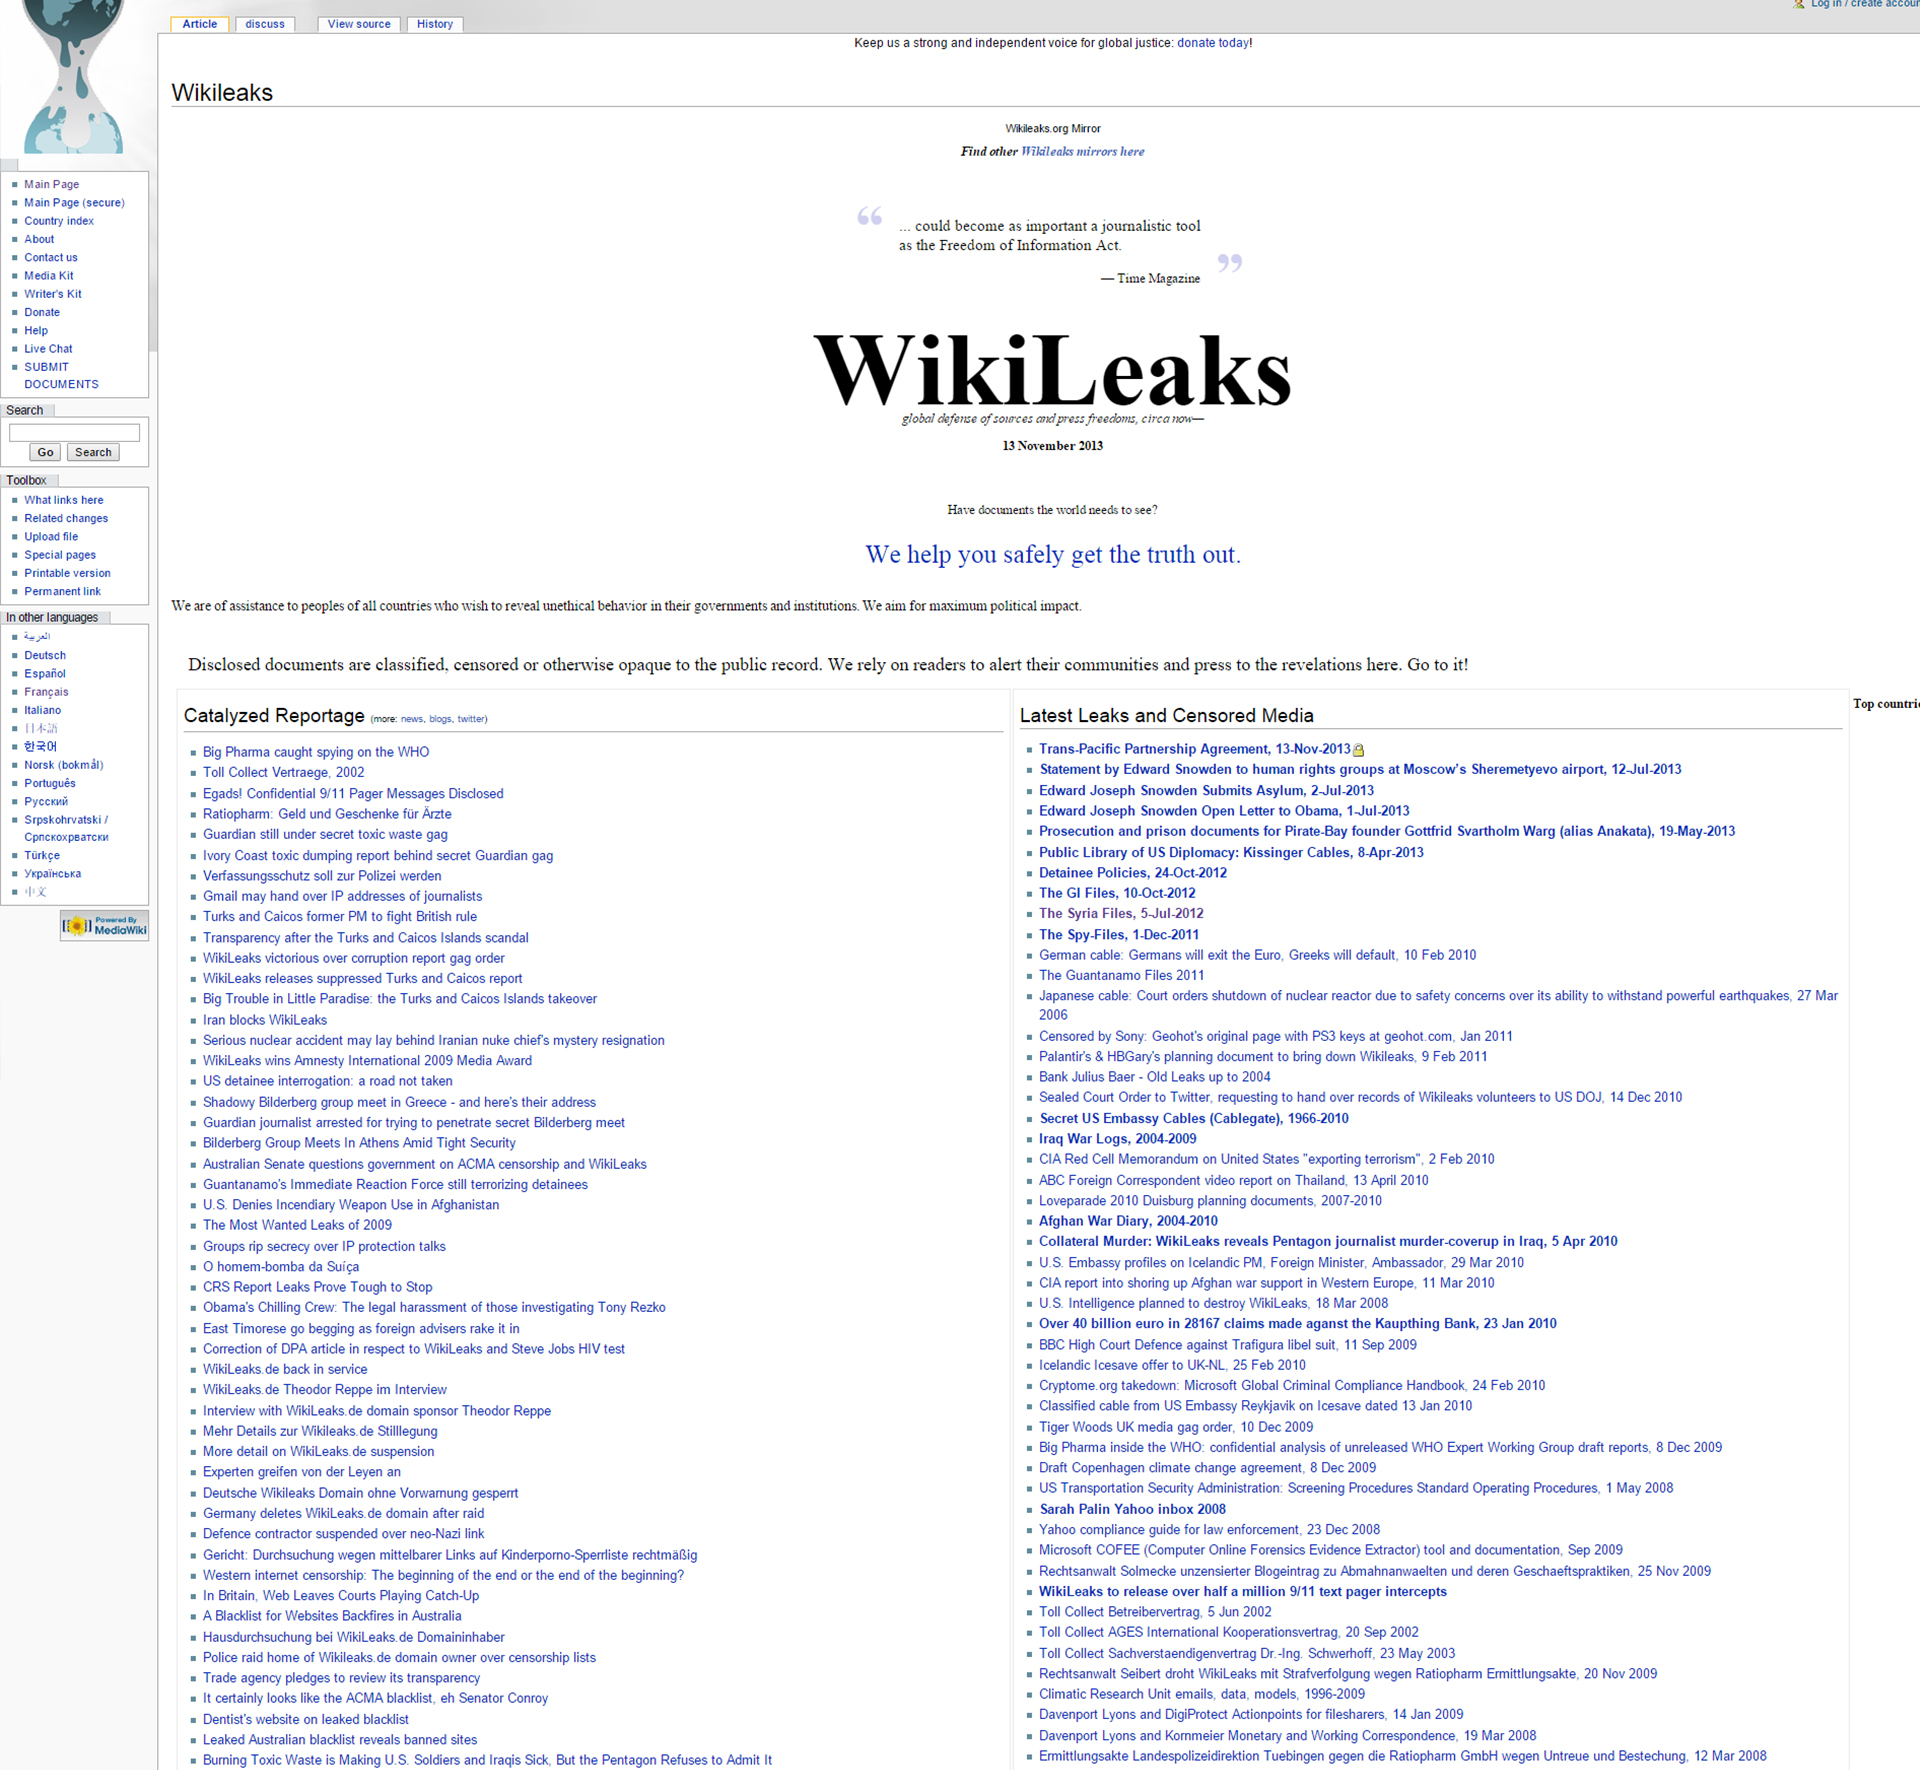 Article
discuss
View source
History
Log in / create
Keep us a strong and independent voice for global justice: donate today!
Wikileaks
Wikileaks.org Mirror
Find other Wikileaks mirrors here
“
... could become as important a journalistic tool
as the Freedom of Information Act.
”
— Time Magazine
WikiLeaks
global defense of sources and press freedoms, circa now—
13 November 2013
Have documents the world needs to see?
We help you safely get the truth out.
We are of assistance to peoples of all countries who wish to reveal unethical behavior in their governments and institutions. We aim for maximum political impact.
Disclosed documents are classified, censored or otherwise opaque to the public record. We rely on readers to alert their communities and press to the revelations here. Go to it!
Main Page
Main Page (secure)
Country index
About
Contact us
Media Kit
Writer's Kit
Donate
Help
Live Chat
SUBMIT
DOCUMENTS
Search
Go
Search
Toolbox
What links here
Related changes
Upload file
Special pages
Printable version
Permanent link
In other languages
العربية
Deutsch
Español
Français
Italiano
日本語
한국어
Norsk (bokmål)
Português
Русский
Srpskohrvatski /
Српскохрватски
Türkçe
Українська
中文
Powered By
MediaWiki
Catalyzed Reportage (more: news, blogs, twitter)
Big Pharma caught spying on the WHO
Toll Collect Vertraege, 2002
Egads! Confidential 9/11 Pager Messages Disclosed
Ratiopharm: Geld und Geschenke für Ärzte
Guardian still under secret toxic waste gag
Ivory Coast toxic dumping report behind secret Guardian gag
Verfassungsschutz soll zur Polizei werden
Gmail may hand over IP addresses of journalists
Turks and Caicos former PM to fight British rule
Transparency after the Turks and Caicos Islands scandal
WikiLeaks victorious over corruption report gag order
WikiLeaks releases suppressed Turks and Caicos report
Big Trouble in Little Paradise: the Turks and Caicos Islands takeover
Iran blocks WikiLeaks
Serious nuclear accident may lay behind Iranian nuke chief's mystery resignation
WikiLeaks wins Amnesty International 2009 Media Award
US detainee interrogation: a road not taken
Shadowy Bilderberg group meet in Greece - and here's their address
Guardian journalist arrested for trying to penetrate secret Bilderberg meet
Bilderberg Group Meets In Athens Amid Tight Security
Australian Senate questions government on ACMA censorship and WikiLeaks
Guantanamo's Immediate Reaction Force still terrorizing detainees
U.S. Denies Incendiary Weapon Use in Afghanistan
The Most Wanted Leaks of 2009
Groups rip secrecy over IP protection talks
O homem-bomba da Suíça
CRS Report Leaks Prove Tough to Stop
Obama's Chilling Crew: The legal harassment of those investigating Tony Rezko
East Timorese go begging as foreign advisers rake it in
Correction of DPA article in respect to WikiLeaks and Steve Jobs HIV test
WikiLeaks.de back in service
WikiLeaks.de Theodor Reppe im Interview
Interview with WikiLeaks.de domain sponsor Theodor Reppe
Mehr Details zur Wikileaks.de Stilllegung
More detail on WikiLeaks.de suspension
Experten greifen von der Leyen an
Deutsche Wikileaks Domain ohne Vorwarnung gesperrt
Germany deletes WikiLeaks.de domain after raid
Defence contractor suspended over neo-Nazi link
Gericht: Durchsuchung wegen mittelbarer Links auf Kinderporno-Sperrliste rechtmäßig
Western internet censorship: The beginning of the end or the end of the beginning?
In Britain, Web Leaves Courts Playing Catch-Up
A Blacklist for Websites Backfires in Australia
Hausdurchsuchung bei WikiLeaks.de Domaininhaber
Police raid home of Wikileaks.de domain owner over censorship lists
Trade agency pledges to review its transparency
It certainly looks like the ACMA blacklist, eh Senator Conroy
Dentist's website on leaked blacklist
Leaked Australian blacklist reveals banned sites
Burning Toxic Waste is Making U.S. Soldiers and Iraqis Sick, But the Pentagon Refuses to Admit It
Latest Leaks and Censored Media
Trans-Pacific Partnership Agreement, 13-Nov-2013
Statement by Edward Snowden to human rights groups at Moscow's Sheremetyevo airport, 12-Jul-2013
Edward Joseph Snowden Submits Asylum, 2-Jul-2013
Edward Joseph Snowden Open Letter to Obama, 1-Jul-2013
Prosecution and prison documents for Pirate-Bay founder Gottfrid Svartholm Warg (alias Anakata), 19-May-2013
Public Library of US Diplomacy: Kissinger Cables, 8-Apr-2013
Detainee Policies, 24-Oct-2012
The GI Files, 10-Oct-2012
The Syria Files, 5-Jul-2012
The Spy-Files, 1-Dec-2011
German cable: Germans will exit the Euro, Greeks will default, 10 Feb 2010
The Guantanamo Files 2011
Japanese cable: Court orders shutdown of nuclear reactor due to safety concerns over its ability to withstand powerful earthquakes, 27 Mar
2006
Censored by Sony: Geohot's original page with PS3 keys at geohot.com, Jan 2011
Palantir's & HBGary's planning document to bring down Wikileaks, 9 Feb 2011
Bank Julius Baer - Old Leaks up to 2004
Sealed Court Order to Twitter, requesting to hand over records of Wikileaks volunteers to US DOJ, 14 Dec 2010
Secret US Embassy Cables (Cablegate), 1966-2010
Iraq War Logs, 2004-2009
CIA Red Cell Memorandum on United States "exporting terrorism", 2 Feb 2010
ABC Foreign Correspondent video report on Thailand, 13 April 2010
Loveparade 2010 Duisburg planning documents, 2007-2010
Afghan War Diary, 2004-2010
Collateral Murder: WikiLeaks reveals Pentagon journalist murder-coverup in Iraq, 5 Apr 2010
U.S. Embassy profiles on Icelandic PM, Foreign Minister, Ambassador, 29 Mar 2010
CIA report into shoring up Afghan war support in Western Europe, 11 Mar 2010
U.S. Intelligence planned to destroy WikiLeaks, 18 Mar 2008
Over 40 billion euro in 28167 claims made aganst the Kaupthing Bank, 23 Jan 2010
BBC High Court Defence against Trafigura libel suit, 11 Sep 2009
Icelandic Icesave offer to UK-NL, 25 Feb 2010
Cryptome.org takedown: Microsoft Global Criminal Compliance Handbook, 24 Feb 2010
Classified cable from US Embassy Reykjavik on Icesave dated 13 Jan 2010
Tiger Woods UK media gag order, 10 Dec 2009
Big Pharma inside the WHO: confidential analysis of unreleased WHO Expert Working Group draft reports, 8 Dec 2009
Draft Copenhagen climate change agreement, 8 Dec 2009
US Transportation Security Administration: Screening Procedures Standard Operating Procedures, 1 May 2008
Sarah Palin Yahoo inbox 2008
Yahoo compliance guide for law enforcement, 23 Dec 2008
Microsoft COFEE (Computer Online Forensics Evidence Extractor) tool and documentation, Sep 2009
Rechtsanwalt Solmecke unzensierter Blogeintrag zu Abmahnanwaelten und deren Geschaeftspraktiken, 25 Nov 2009
WikiLeaks to release over half a million 9/11 text pager intercepts
Toll Collect Betreibervertrag, 5 Jun 2002
Toll Collect AGES International Kooperationsvertrag, 20 Sep 2002
Toll Collect Sachverstaendigenvertrag Dr.-Ing. Schwerhoff, 23 May 2003
Rechtsanwalt Seibert droht WikiLeaks mit Strafverfolgung wegen Ratiopharm Ermittlungsakte, 20 Nov 2009
Climatic Research Unit emails, data, models, 1996-2009
Davenport Lyons and DigiProtect Actionpoints for filesharers, 14 Jan 2009
Davenport Lyons and Kornmeier Monetary and Working Correspondence, 19 Mar 2008
Ermittlungsakte Landespolizeidirektion Tuebingen gegen die Ratiopharm GmbH wegen Untreue und Bestechung, 12 Mar 2008
Top